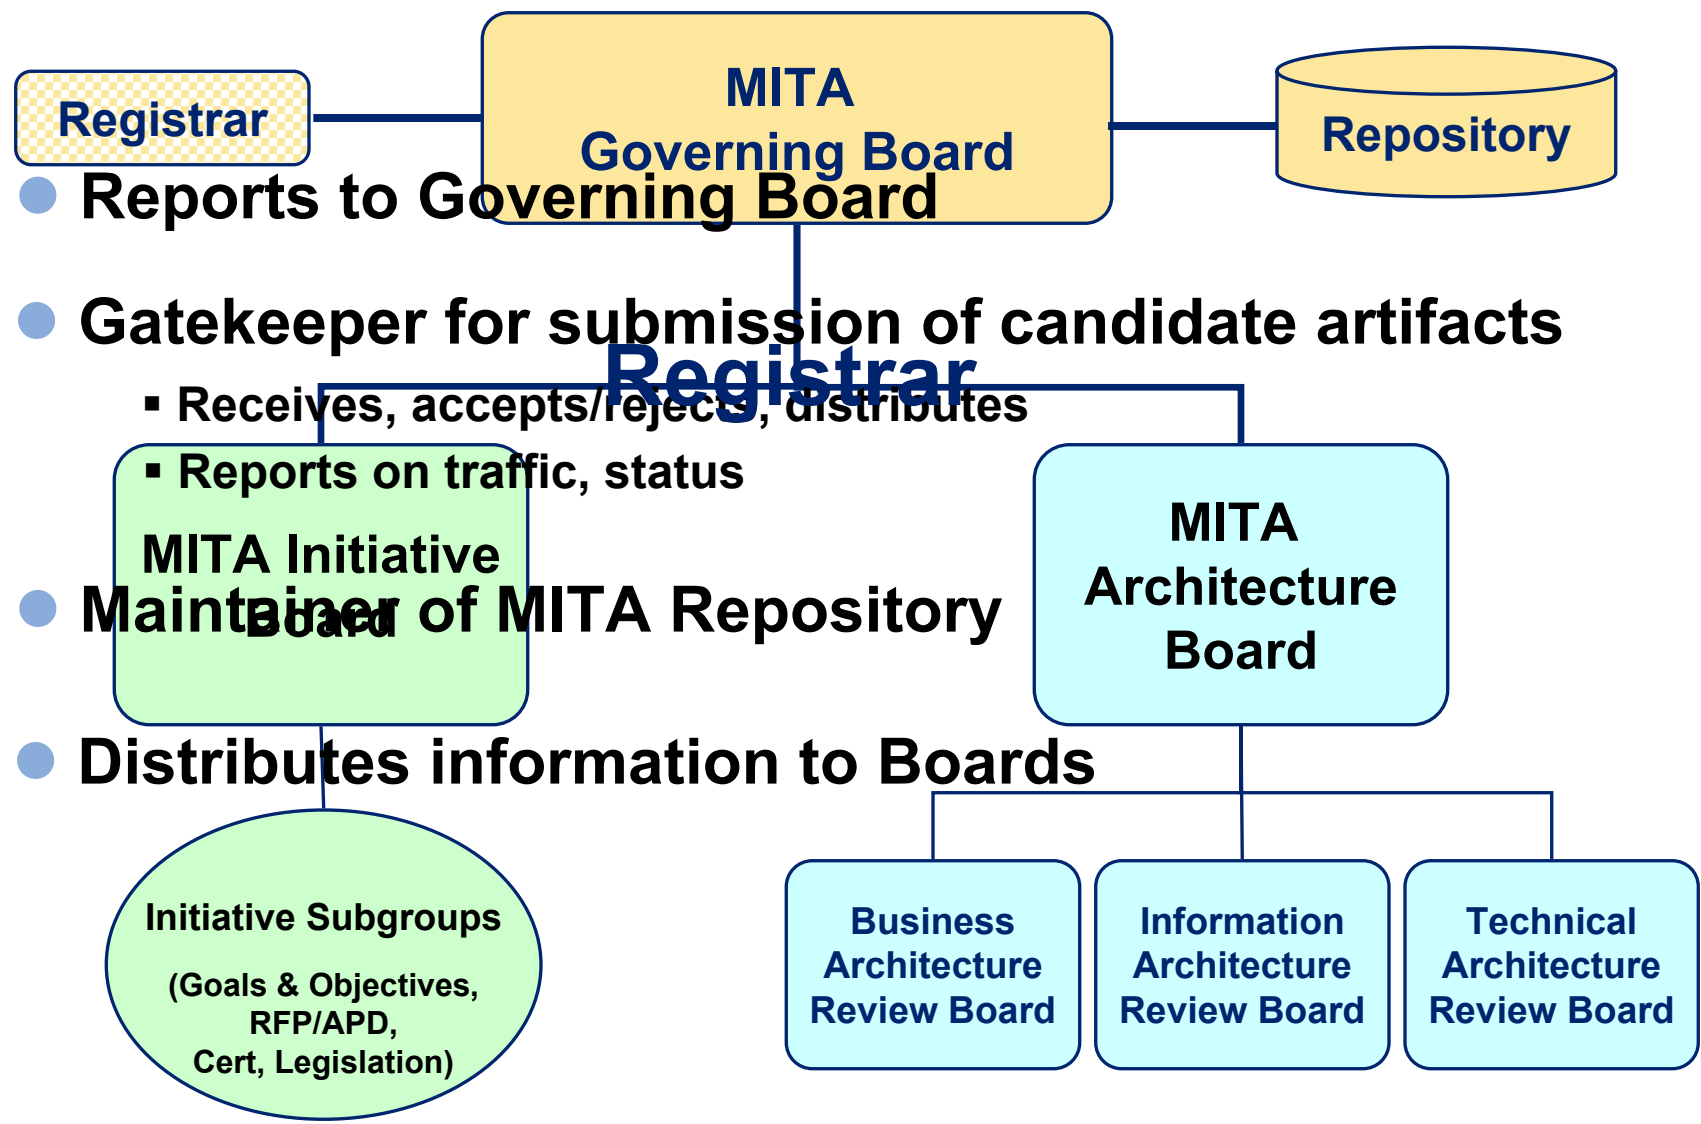 MITA
Governing Board
Registrar
Repository
Reports to Governing Board
Gatekeeper for submission of candidate artifacts
Registrar
▪ Receives, accepts/rejects, distributes
▪ Reports on traffic, status
MITA Initiative
Board
MITA
Architecture
Board
Maintainer of MITA Repository
Distributes information to Boards
Initiative Subgroups
(Goals & Objectives,
RFP/APD,
Cert, Legislation)
Business
Architecture
Review Board
Information
Architecture
Review Board
Technical
Architecture
Review Board